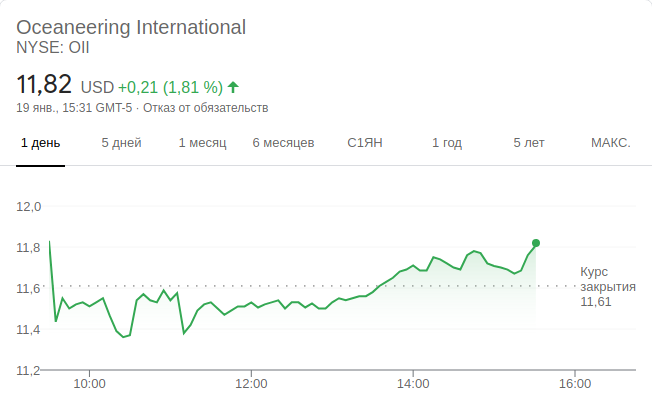 Oceaneering International
NYSE: OII
11,82 USD +0,21 (1,81 %)
19 янв., 15:31 GMT-5 · Отказ от обязательств
1 день 5 дней 1 месяц 6 месяцев С1ЯН 1 год 5 лет МАКС.
12,0
11,8
11,6
11,4
11,2
Курс
закрытия
11,61
10:00 12:00 14:00 16:00